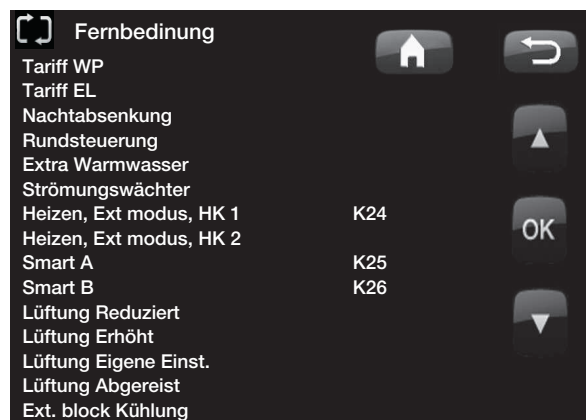 Fernbedinung
Tariff WP
Tariff EL
Nachtabsenkung
Rundsteuerung
Extra Warmwasser
Strömungswächter
Heizen, Ext modus, HK 1 K24
Heizen, Ext modus, HK 2
Smart A K25
Smart B K26
Lüftung Reduziert
Lüftung Erhöht
Lüftung Eigene Einst.
Lüftung Abgereist
Ext. block Kühlung
OK